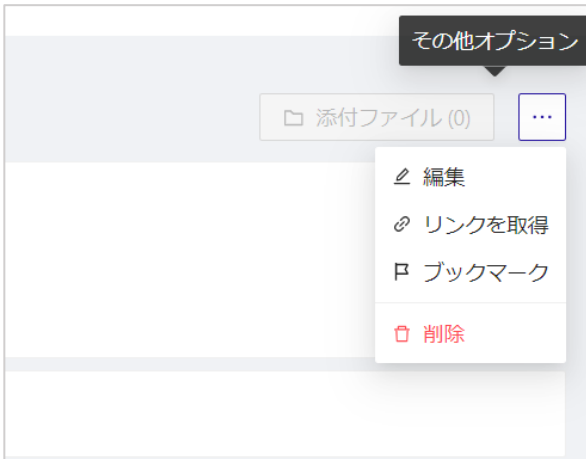 その他オプション
添付ファイル (0)
編集
リンクを取得
ブックマーク
削除